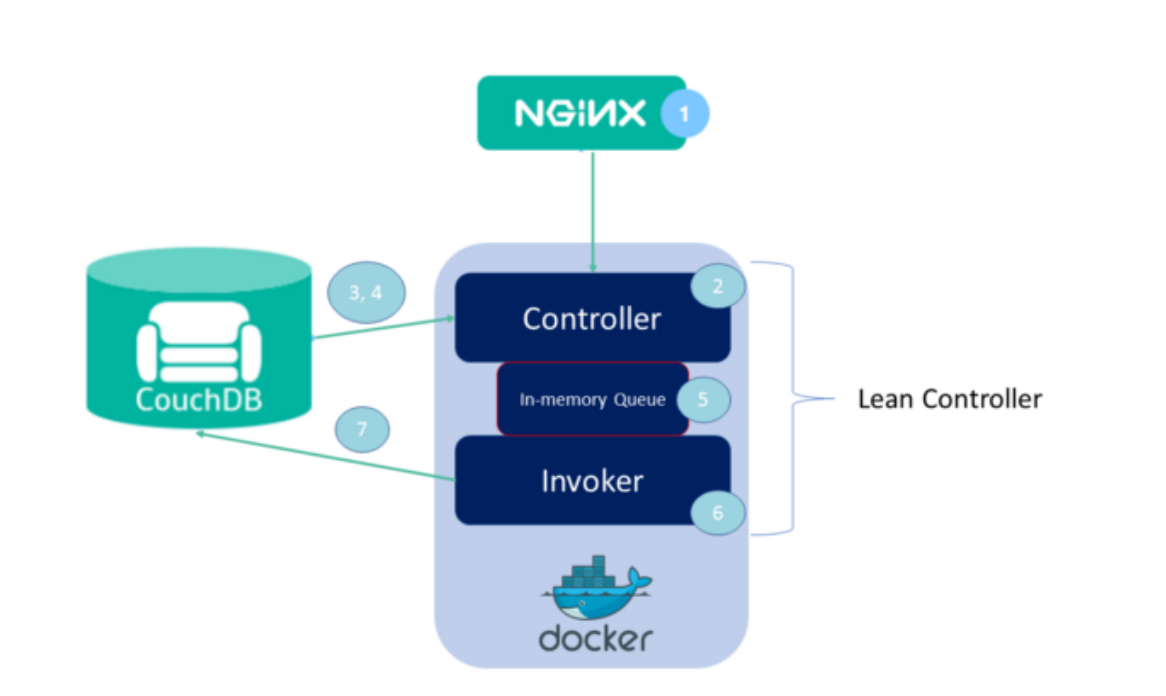 NGiNX
1
2
3, 4
Controller
CouchDB
In-memory Queue
5
Lean Controller
7
Invoker
6
docker